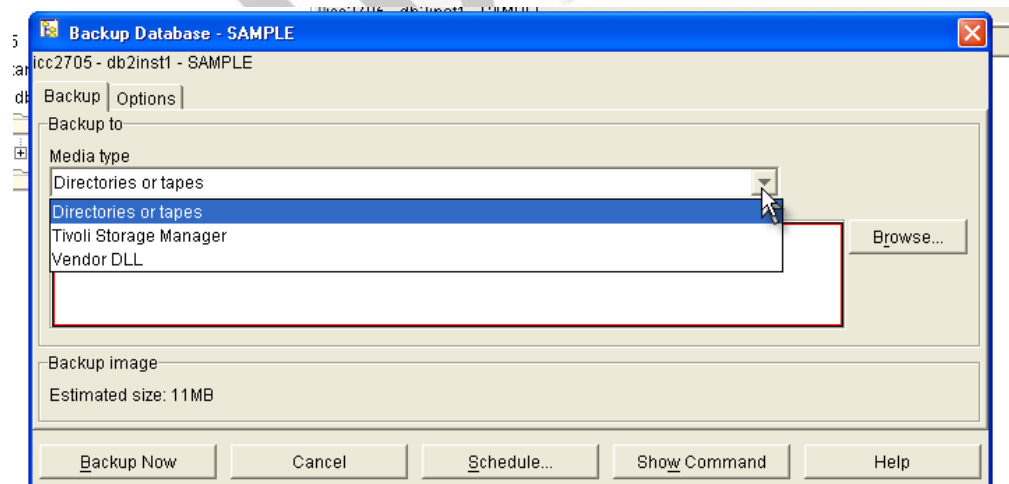 Backup Database - SAMPLE
icc2705 - db2inst1 - SAMPLE
Backup
Options
Backup to
Media type
Directories or tapes
Directories or tapes
Tivoli Storage Manager
Vendor DLL
Browse...
Backup image
Estimated size: 11MB
Backup Now
Cancel
Schedule...
Show Command
Help